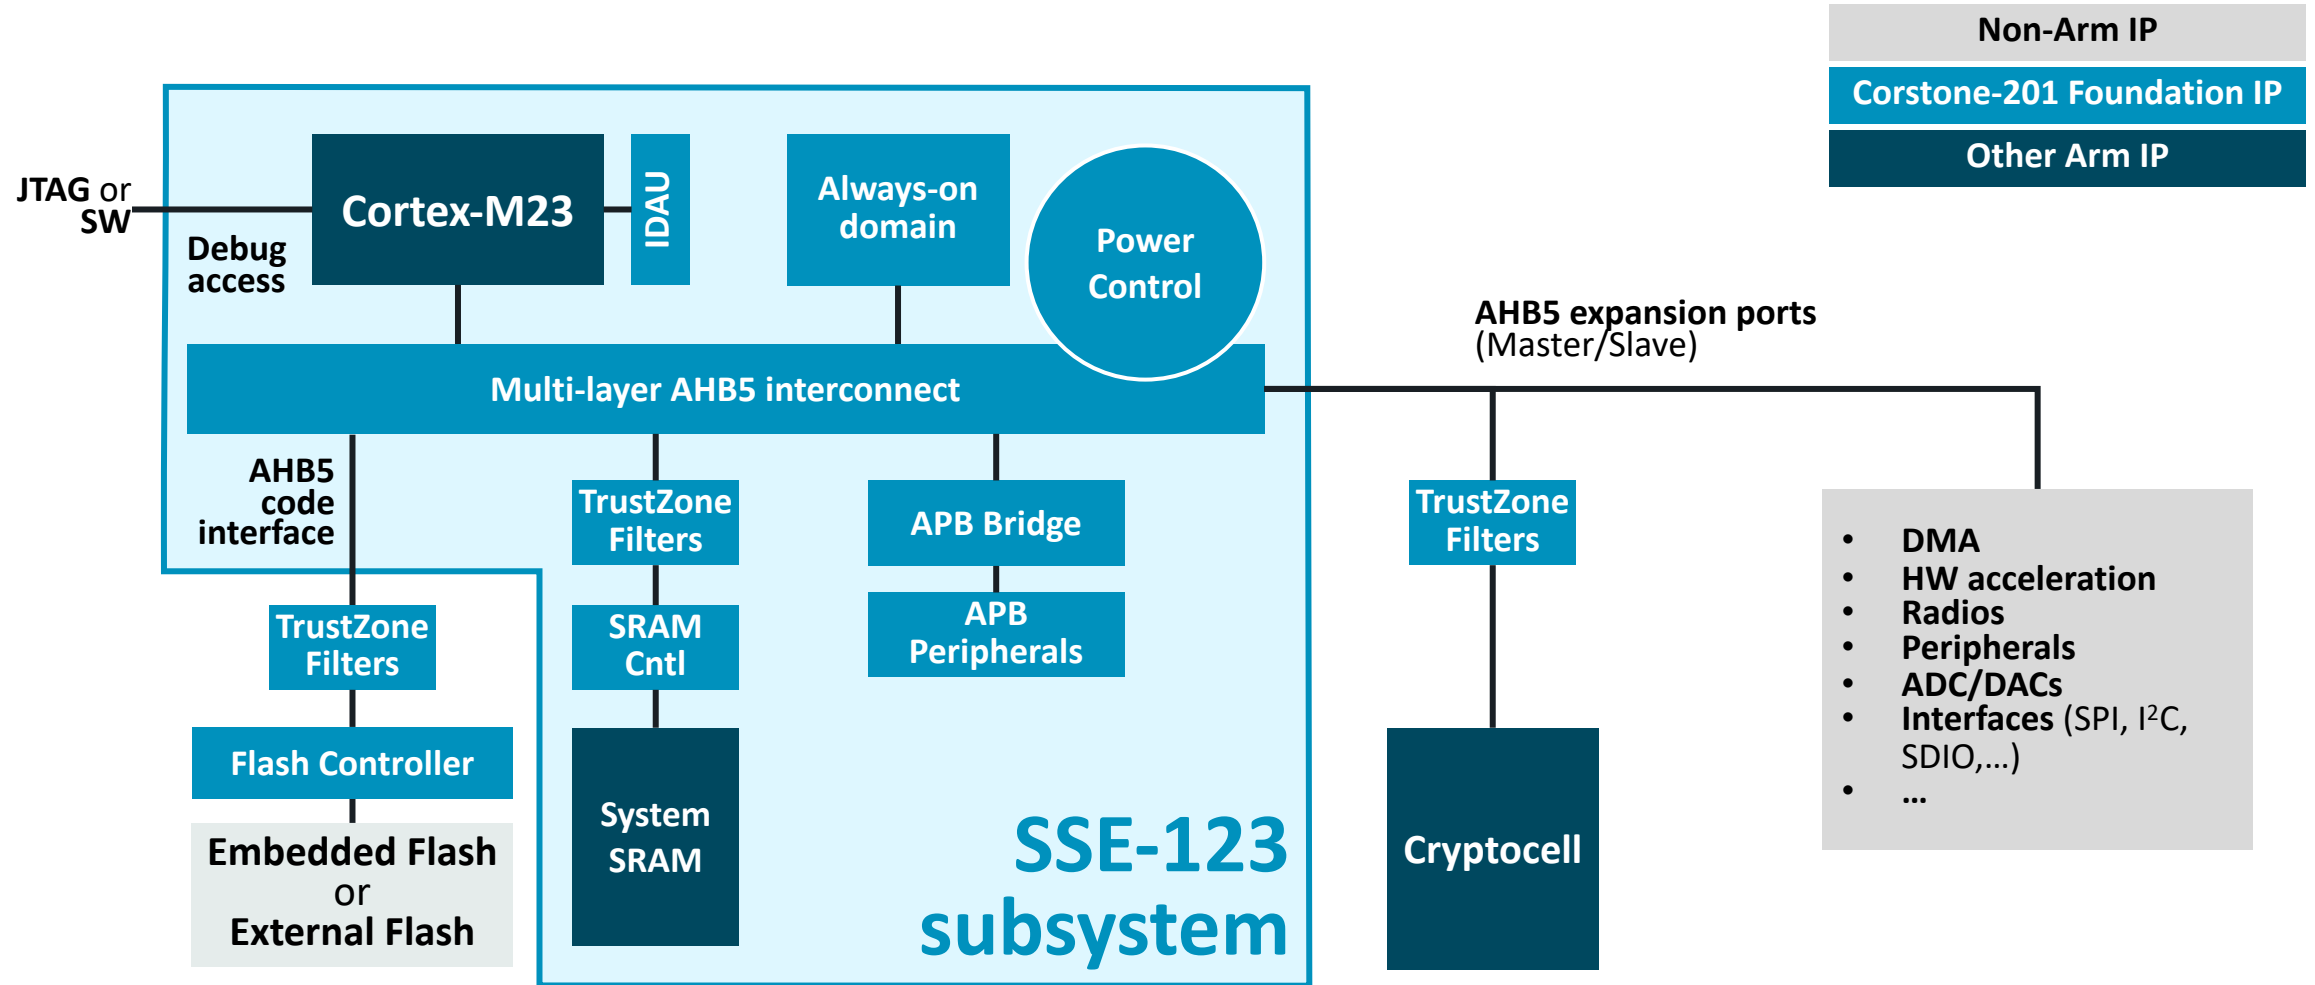 Non-Arm IP
Corstone-201 Foundation IP
Other Arm IP
JTAG or
SW
Debug
access
Cortex-M23
IDAU
Always-on
domain
Power
Control
Multi-layer AHB5 interconnect
AHB5 expansion ports
(Master/Slave)
AHB5
code
interface
TrustZone
Filters
Flash Controller
Embedded Flash
or
External Flash
TrustZone
Filters
SRAM
Cntl
System
SRAM
APB Bridge
APB
Peripherals
SSE-123
subsystem
TrustZone
Filters
Cryptocell
• DMA
• HW acceleration
• Radios
• Peripherals
• ADC/DACs
• Interfaces (SPI, I²C,
SDIO,...)
• ...